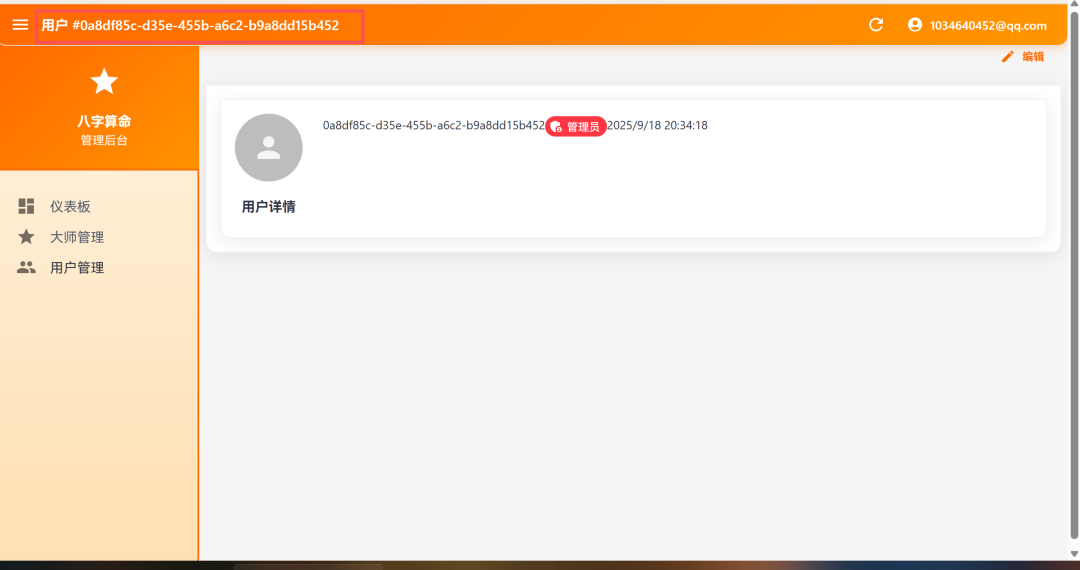 用户 #0a8df85c-d35e-455b-a6c2-b9a8dd15b452
1034640452@qq.com
编辑
八字算命
管理后台
仪表板
大师管理
用户管理
0a8df85c-d35e-455b-a6c2-b9a8dd15b452 管理员 2025/9/18 20:34:18
用户详情